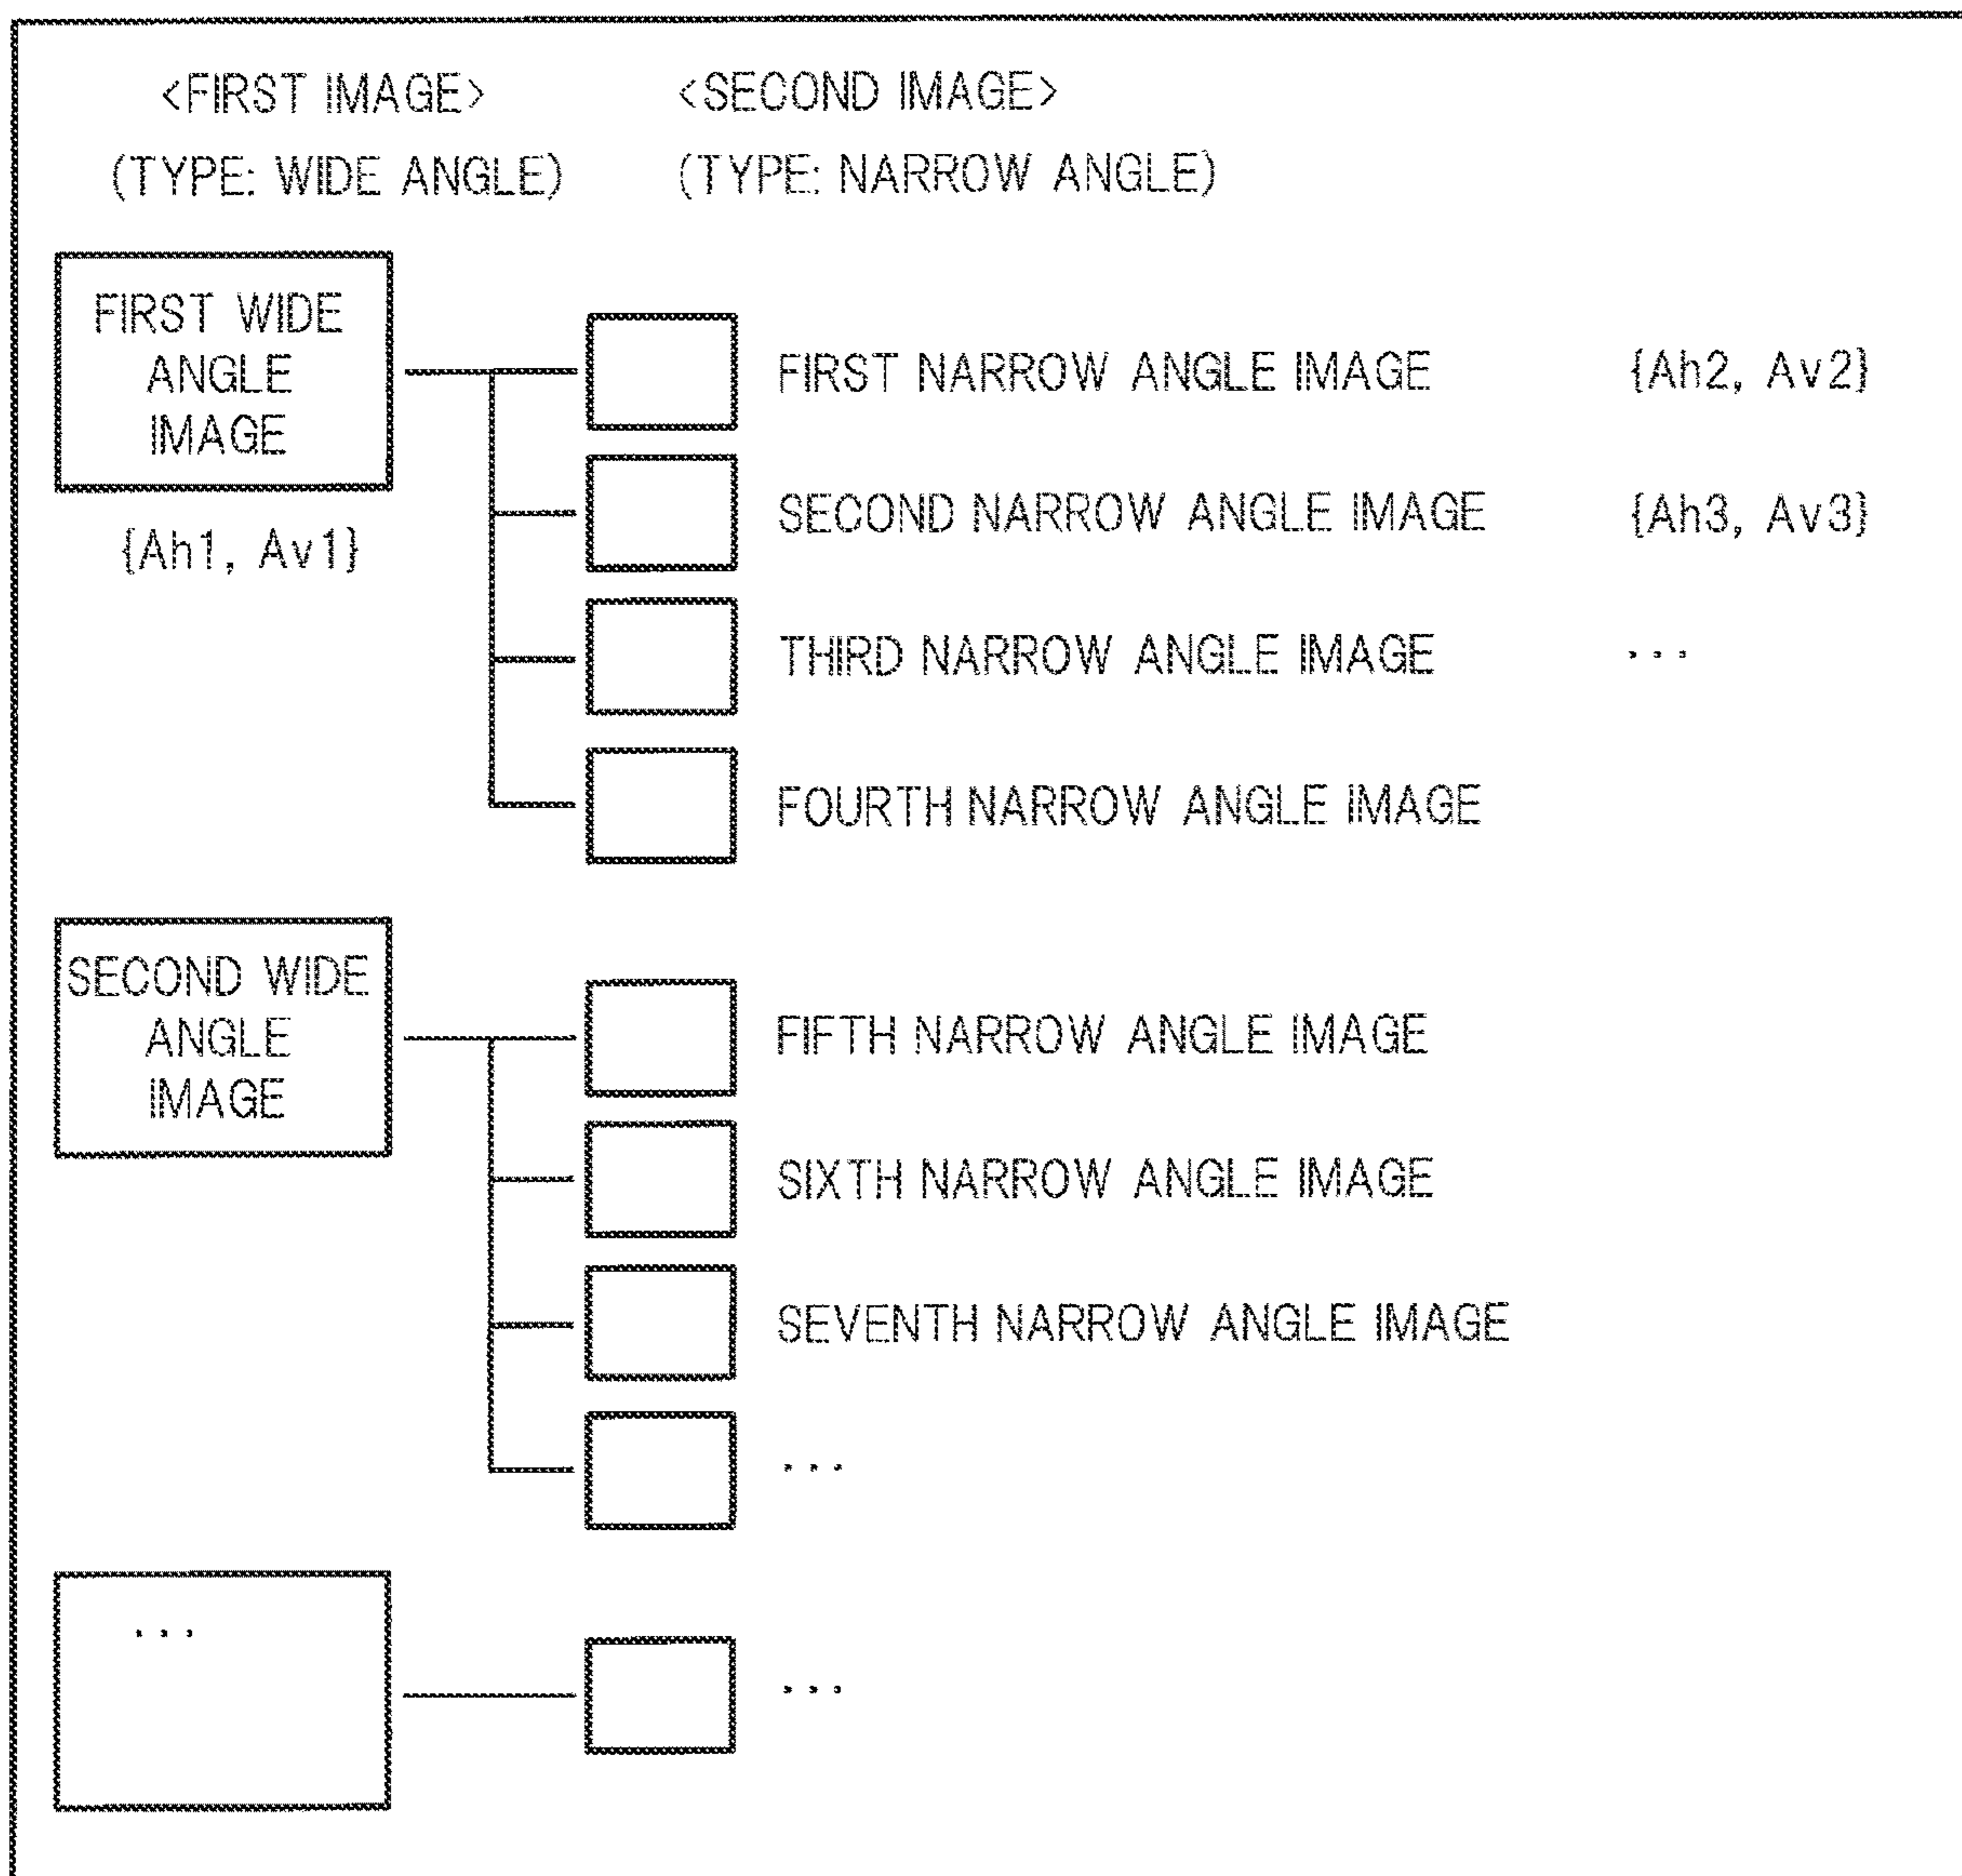 <FIRST IMAGE> <SECOND IMAGE>
(TYPE: WIDE ANGLE) (TYPE: NARROW ANGLE)
FIRST WIDE
ANGLE
IMAGE
{Ah1, Av1}
FIRST NARROW ANGLE IMAGE {Ah2, Av2}
SECOND NARROW ANGLE IMAGE {Ah3, Av3}
THIRD NARROW ANGLE IMAGE ...
FOURTH NARROW ANGLE IMAGE
SECOND WIDE
ANGLE
IMAGE
FIFTH NARROW ANGLE IMAGE
SIXTH NARROW ANGLE IMAGE
SEVENTH NARROW ANGLE IMAGE
...
...
...